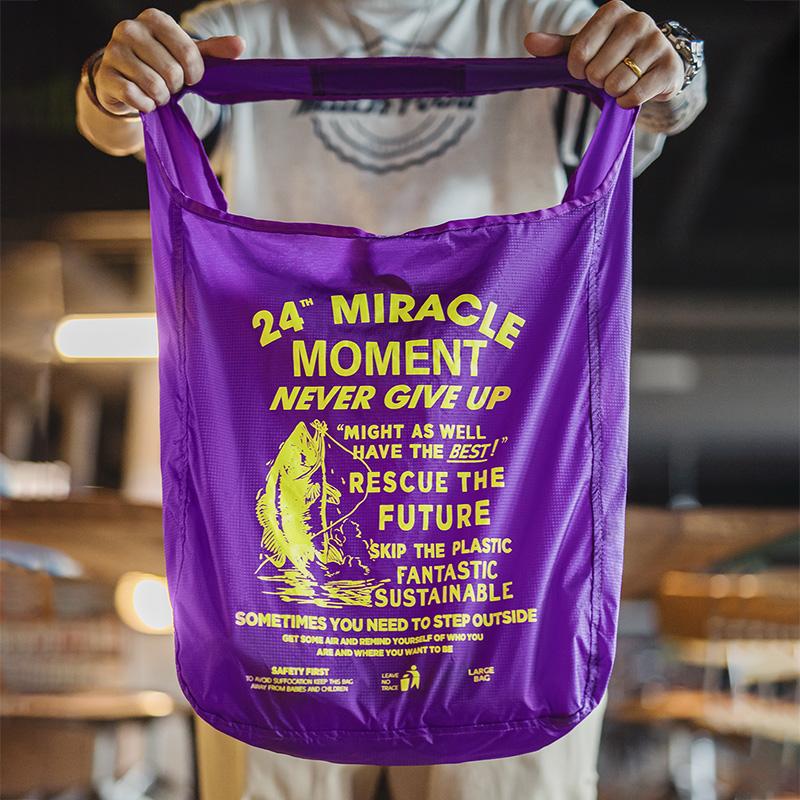 24TH MIRACLE
MOMENT
NEVER GIVE UP
"MIGHT AS WELL
HAVE THE BEST!"
RESCUE THE
FUTURE
SKIP THE PLASTIC
FANTASTIC
SUSTAINABLE
SOMETIMES YOU NEED TO STEP OUTSIDE
GET SOME AIR AND REMIND YOURSELF OF WHO YOU
ARE AND WHERE YOU WANT TO BE
SAFETY FIRST
TO AVOID SUFFOCATION KEEP THIS BAG
AWAY FROM BABIES AND CHILDREN
LEAVE
NO
TRACE
LARGE
BAG